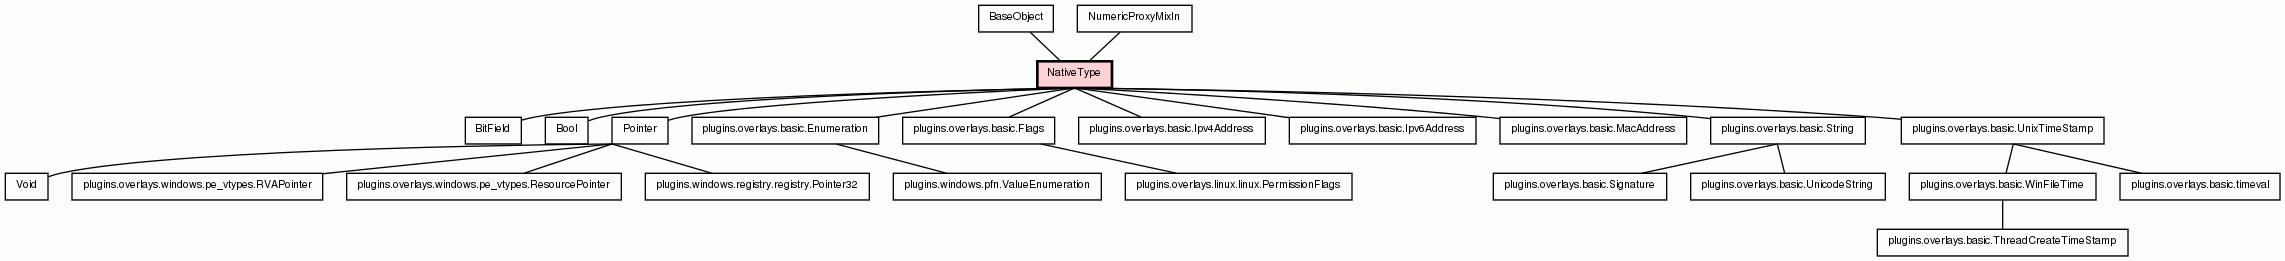 BaseObject
NumericProxyMixIn
NativeType
BitField
Bool
Pointer
plugins.overlays.basic.Enumeration
plugins.overlays.basic.Flags
plugins.overlays.basic.Ipv4Address
plugins.overlays.basic.Ipv6Address
plugins.overlays.basic.MacAddress
plugins.overlays.basic.String
plugins.overlays.basic.UnixTimeStamp
Void
plugins.overlays.windows.pe_vtypes.RVAPointer
plugins.overlays.windows.pe_vtypes.ResourcePointer
plugins.windows.registry.registry.Pointer32
plugins.windows.pfn.ValueEnumeration
plugins.overlays.linux.linux.PermissionFlags
plugins.overlays.basic.Signature
plugins.overlays.basic.UnicodeString
plugins.overlays.basic.WinFileTime
plugins.overlays.basic.timeval
plugins.overlays.basic.ThreadCreateTimeStamp